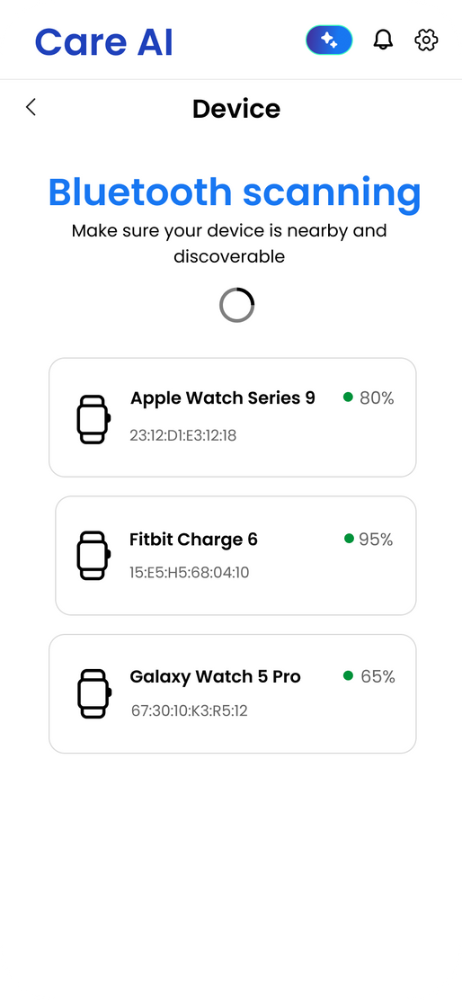 Care AI
Device
Bluetooth scanning
Make sure your device is nearby and
discoverable
Apple Watch Series 9
80%
23:12:D1:E3:12:18
Fitbit Charge 6
95%
15:E5:H5:68:04:10
Galaxy Watch 5 Pro
65%
67:30:10:K3:R5:12